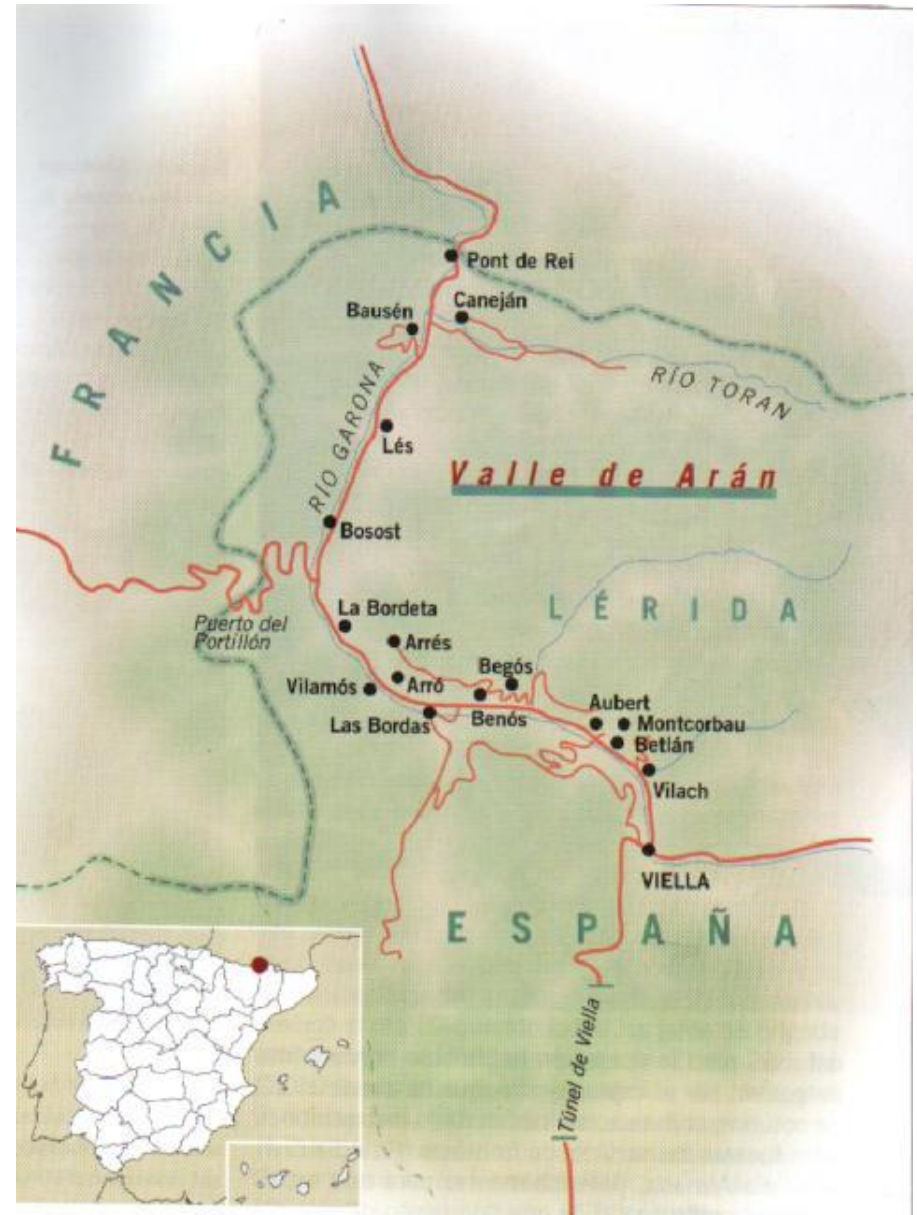 FRANCIA
Pont de Rei
Caneján
Bausén
RÍO TORAN
RÍO GARONA
Lés
Valle de Arán
Bosost
LÉRIDA
La Bordeta
Puerto del
Portillón
Arrés
Begós
Vilamós
Arró
Aubert
Montcorbau
Las Bordas
Benós
Betlán
Vilach
VIELLA
ESPAÑA
Túnel de Viella